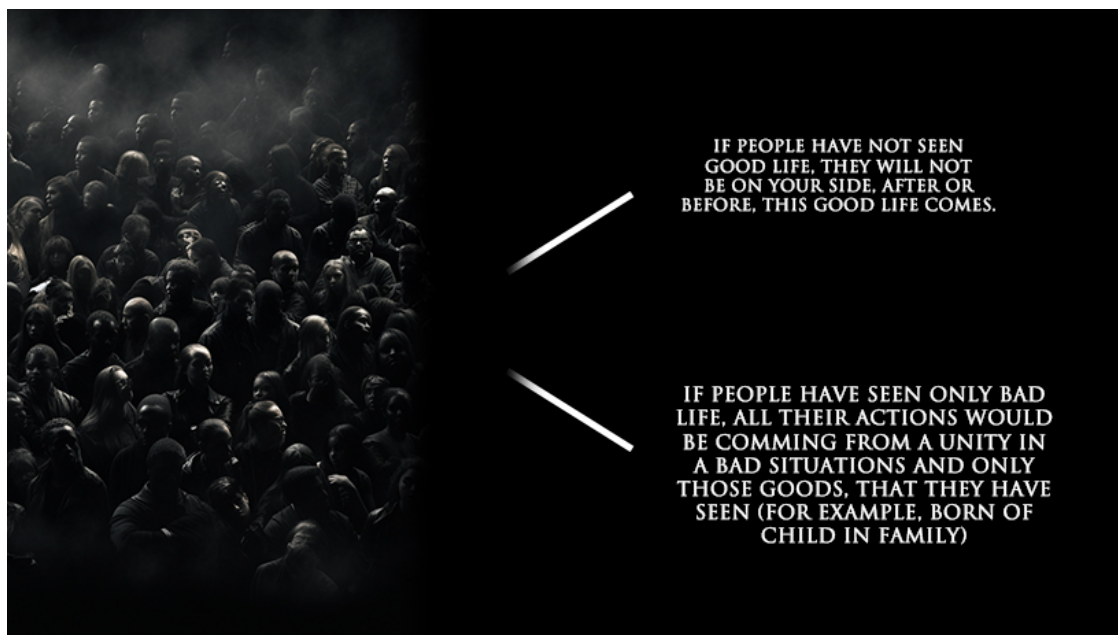 IF PEOPLE HAVE NOT SEEN
GOOD LIFE, THEY WILL NOT
BE ON YOUR SIDE, AFTER OR
BEFORE, THIS GOOD LIFE COMES.
IF PEOPLE HAVE SEEN ONLY BAD
LIFE, ALL THEIR ACTIONS WOULD
BE COMMING FROM A UNITY IN
A BAD SITUATIONS AND ONLY
THOSE GOODS, THAT THEY HAVE
SEEN (FOR EXAMPLE, BORN OF
CHILD IN FAMILY)